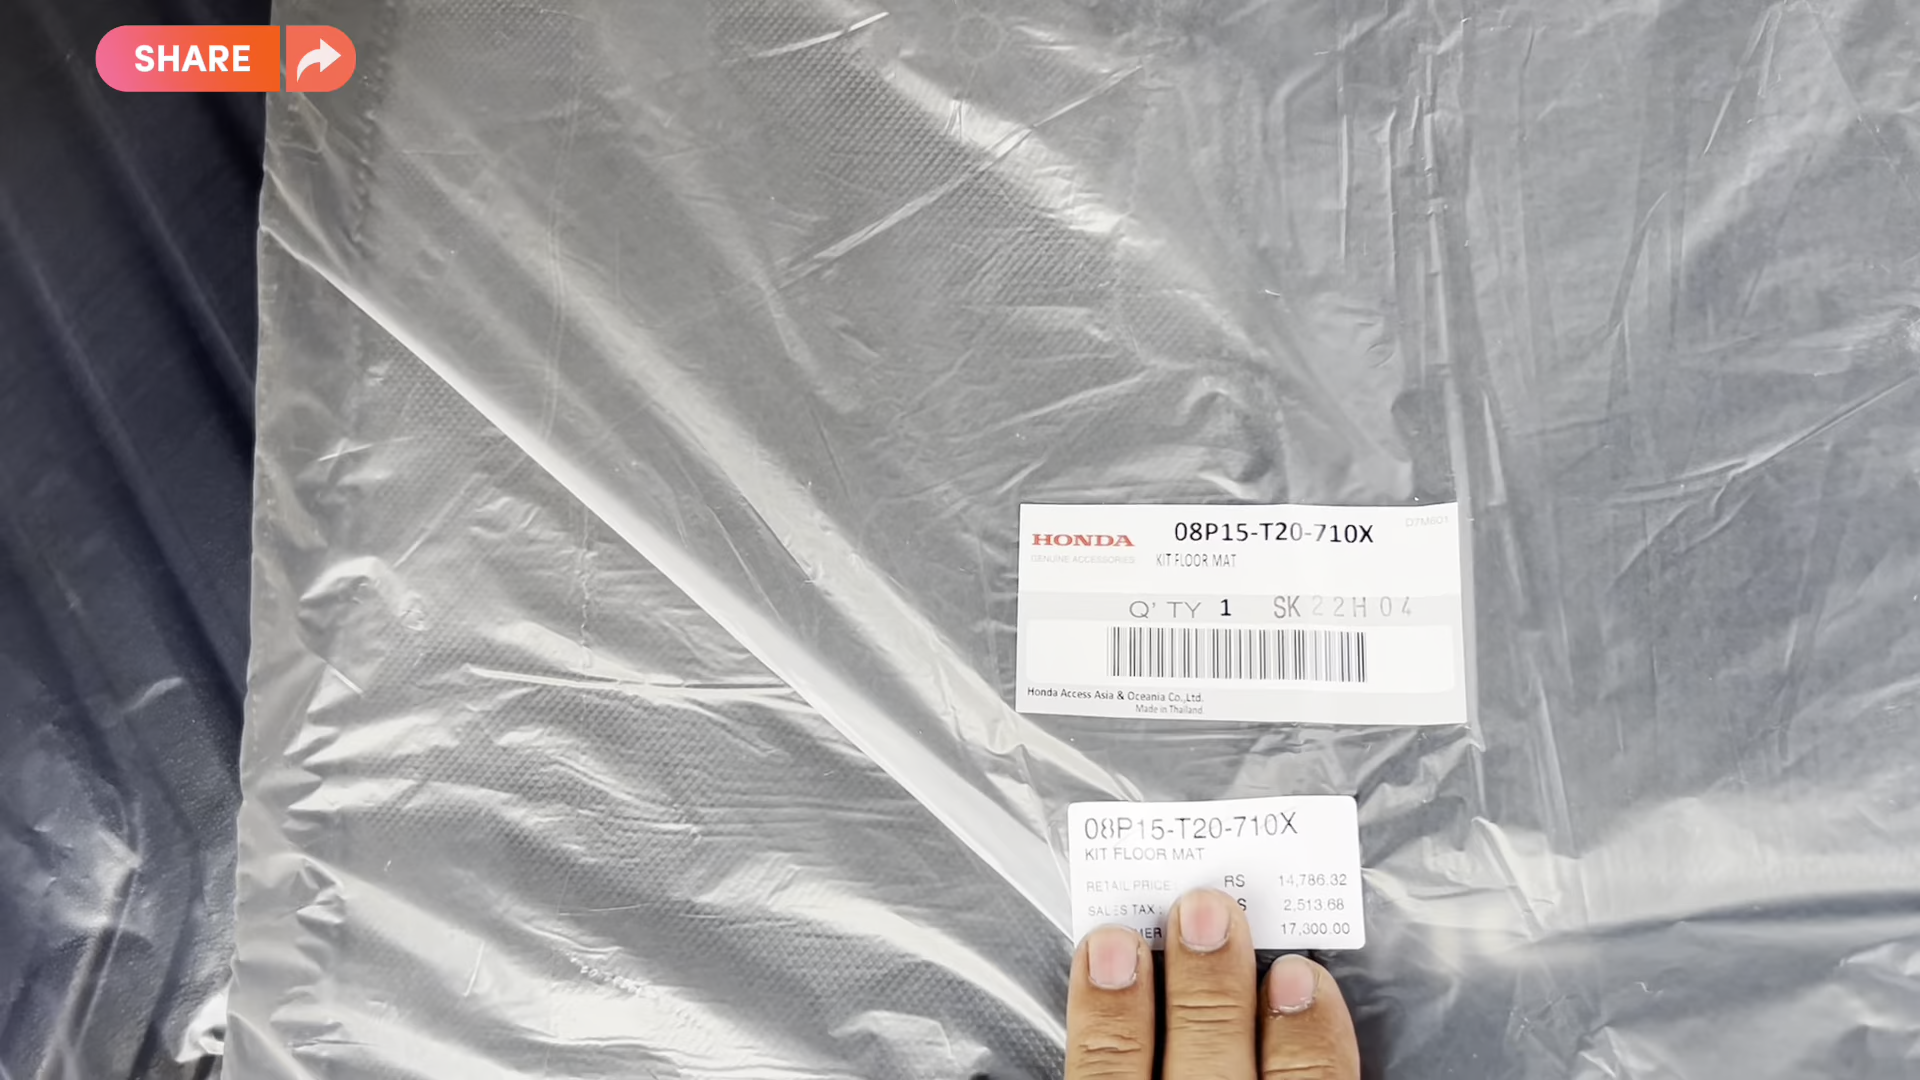 SHARE
HONDA 08P15-T20-710X D7M601
GENUINE ACCESSORIES KIT FLOOR MAT
Q' TY 1 SK 22H04
Honda Access Asia & Oceania Co.,Ltd.
Made in Thailand
08P15-T20-710X
KIT FLOOR MAT
RETAIL PRICE : RS 14,786.32
SALES TAX : S 2,513.68
MER 17,300.00